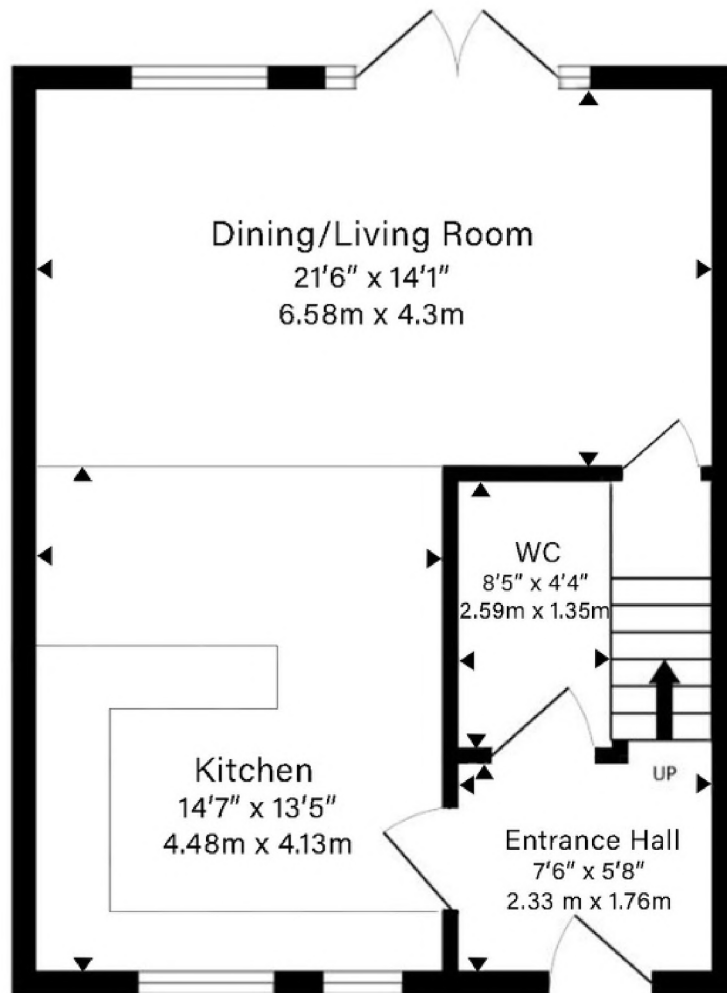 Dining/Living Room
21'6" x 14'1"
6.58m x 4.3m
WC
8'5" x 4'4"
2.59m x 1.35m
Kitchen
14'7" x 13'5"
4.48m x 4.13m
UP
Entrance Hall
7'6" x 5'8"
2.33 m x 1.76m